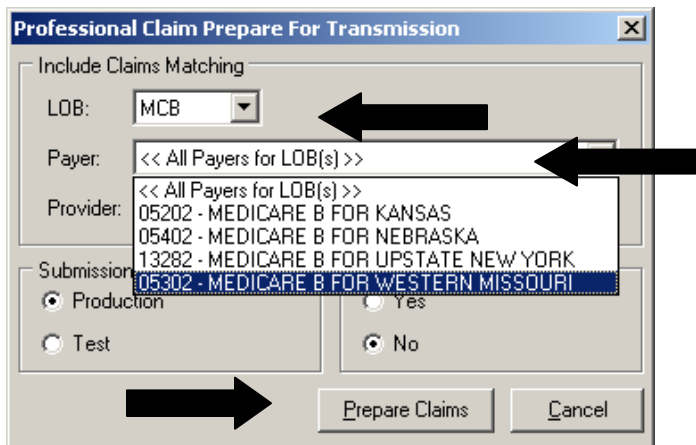 Professional Claim Prepare For Transmission
Include Claims Matching
LOB: MCB
Payer: << All Payers for LOB(s) >>
<< All Payers for LOB(s) >>
Provider: 05202 - MEDICARE B FOR KANSAS
05402 - MEDICARE B FOR NEBRASKA
13282 - MEDICARE B FOR UPSTATE NEW YORK
Submission 05302 - MEDICARE B FOR WESTERN MISSOURI
Production Yes
Test No
Prepare Claims Cancel